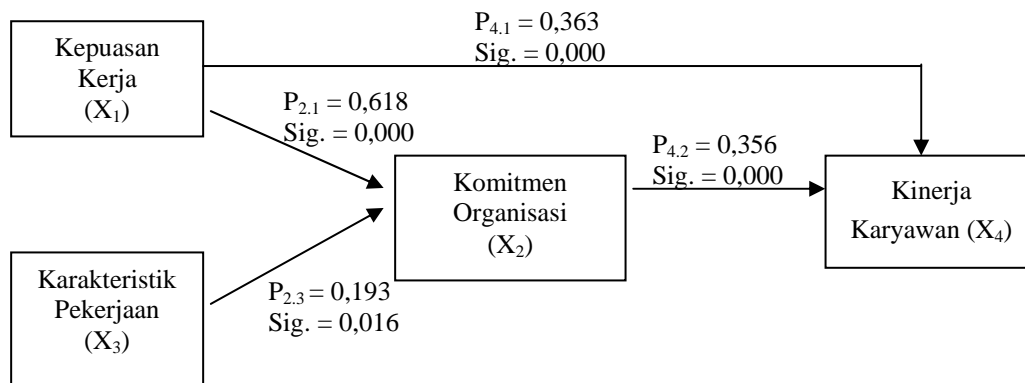 P4.1 = 0,363
Sig. = 0,000
Kepuasan
Kerja
(X1)
P2.1 = 0,618
Sig. = 0,000
P4.2 = 0,356
Sig. = 0,000
Komitmen
Organisasi
(X2)
Kinerja
Karyawan (X4)
Karakteristik
Pekerjaan
(X3)
P2.3 = 0,193
Sig. = 0,016